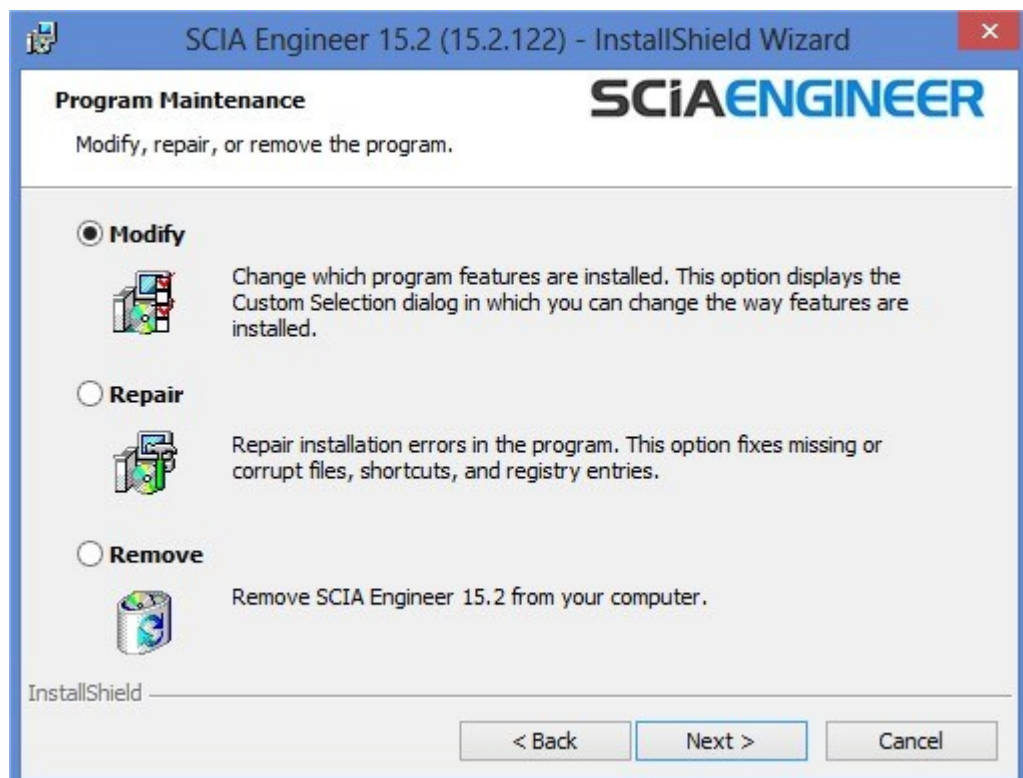 SCIA Engineer 15.2 (15.2.122) - InstallShield Wizard
Program Maintenance
SCiAENGINEER
Modify, repair, or remove the program.
Modify
Change which program features are installed. This option displays the
Custom Selection dialog in which you can change the way features are
installed.
Repair
Repair installation errors in the program. This option fixes missing or
corrupt files, shortcuts, and registry entries.
Remove
Remove SCIA Engineer 15.2 from your computer.
InstallShield
< Back
Next >
Cancel